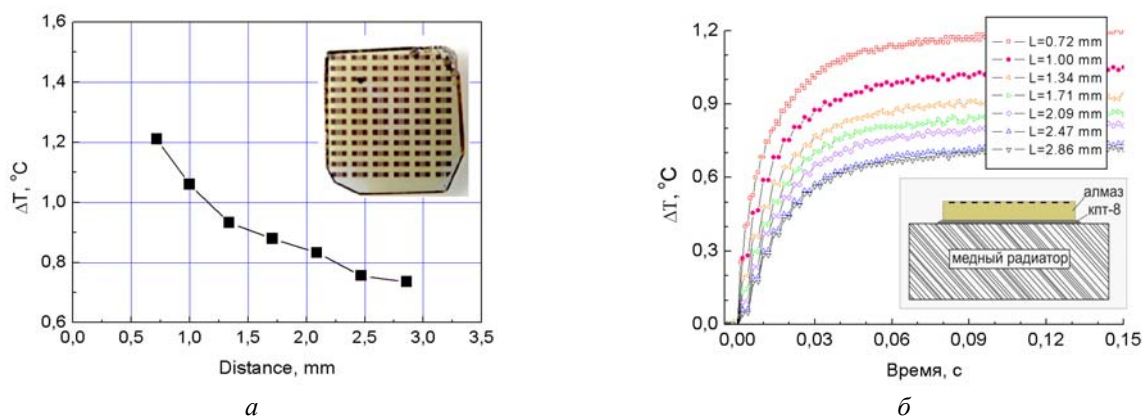 1,6
1,4
1,2
1,0
0,8
0,6
ΔT, °C
0,0 0,5 1,0 1,5 2,0 2,5 3,0 3,5
Distance, mm
а
1,2
0,9
0,6
0,3
0,0
ΔT, °C
L=0.72 mm
L=1.00 mm
L=1.34 mm
L=1.71 mm
L=2.09 mm
L=2.47 mm
L=2.86 mm
алмаз
кпт-8
медный радиатор
0,00 0,03 0,06 0,09 0,12 0,15
Время, с
б